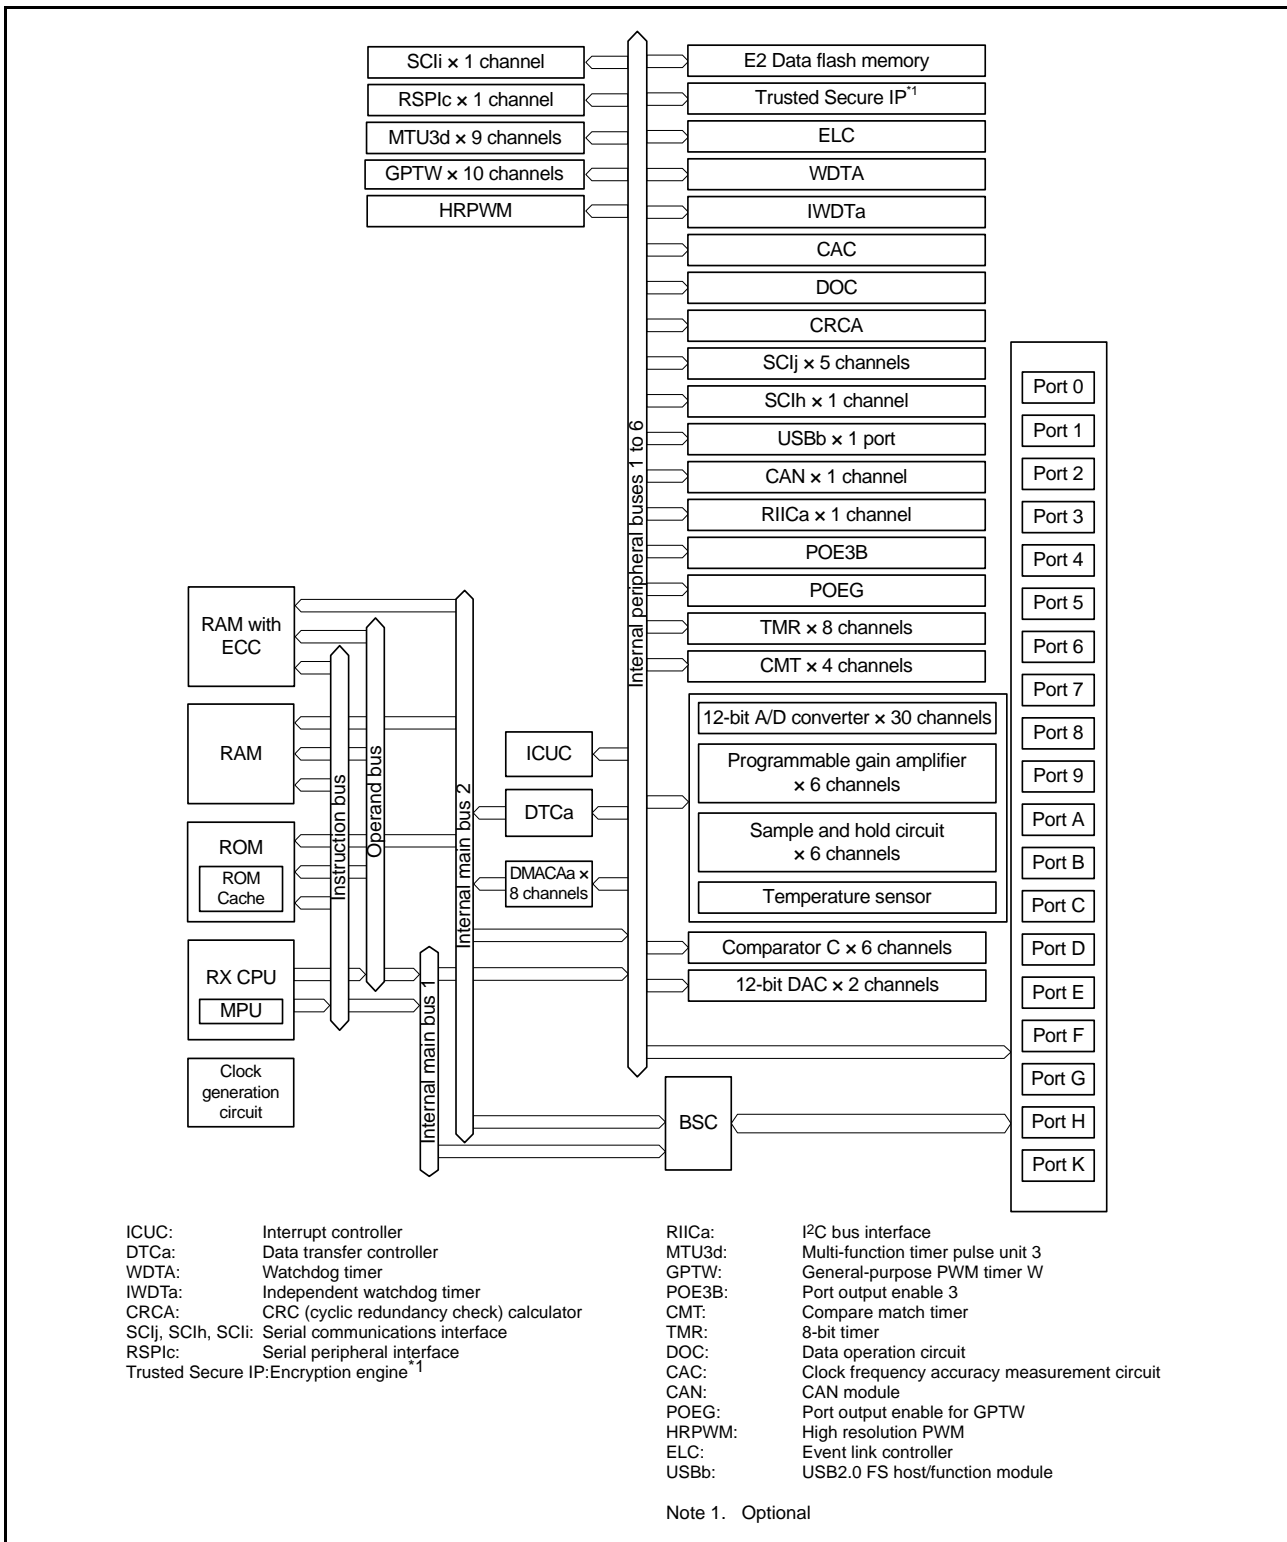 SCIi × 1 channel
RSPIc × 1 channel
MTU3d × 9 channels
GPTW × 10 channels
HRPWM
E2 Data flash memory
Trusted Secure IP*1
ELC
WDTA
IWDTa
CAC
DOC
CRCA
SCIj × 5 channels
SCIh × 1 channel
USBb × 1 port
CAN × 1 channel
RIICa × 1 channel
POE3B
POEG
TMR × 8 channels
CMT × 4 channels
12-bit A/D converter × 30 channels
Programmable gain amplifier
× 6 channels
Sample and hold circuit
× 6 channels
Temperature sensor
Comparator C × 6 channels
12-bit DAC × 2 channels
Internal peripheral buses 1 to 6
Port 0
Port 1
Port 2
Port 3
Port 4
Port 5
Port 6
Port 7
Port 8
Port 9
Port A
Port B
Port C
Port D
Port E
Port F
Port G
Port H
Port K
RAM with
ECC
RAM
ROM
ROM
Cache
RX CPU
MPU
Clock
generation
circuit
Instruction bus
Operand bus
Internal main bus 1
Internal main bus 2
ICUC
DTCa
DMACAa ×
8 channels
BSC
ICUC: Interrupt controller
DTCa: Data transfer controller
WDTA: Watchdog timer
IWDTa: Independent watchdog timer
CRCA: CRC (cyclic redundancy check) calculator
SCIj, SCIh, SCIi: Serial communications interface
RSPIc: Serial peripheral interface
Trusted Secure IP:Encryption engine*1
RIICa: I2C bus interface
MTU3d: Multi-function timer pulse unit 3
GPTW: General-purpose PWM timer W
POE3B: Port output enable 3
CMT: Compare match timer
TMR: 8-bit timer
DOC: Data operation circuit
CAC: Clock frequency accuracy measurement circuit
CAN: CAN module
POEG: Port output enable for GPTW
HRPWM: High resolution PWM
ELC: Event link controller
USBb: USB2.0 FS host/function module
Note 1. Optional